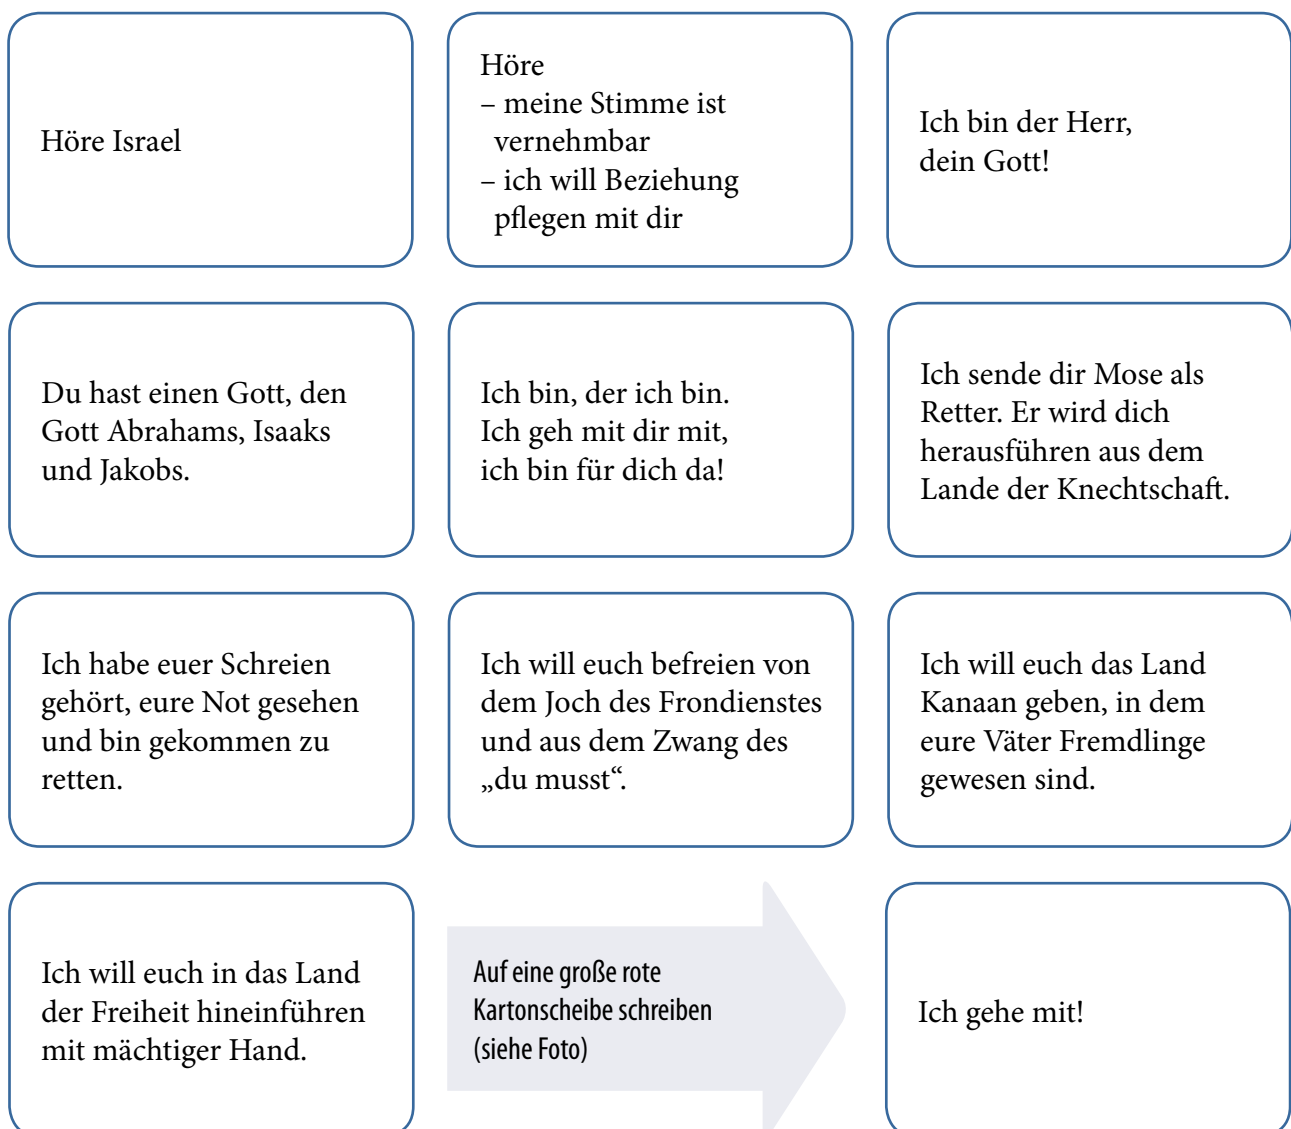 Höre Israel
Höre
– meine Stimme ist
vernehmbar
– ich will Beziehung
pflegen mit dir
Ich bin der Herr,
dein Gott!
Du hast einen Gott, den
Gott Abrahams, Isaaks
und Jakobs.
Ich bin, der ich bin.
Ich geh mit dir mit,
ich bin für dich da!
Ich sende dir Mose als
Retter. Er wird dich
herausführen aus dem
Lande der Knechtschaft.
Ich habe euer Schreien
gehört, eure Not gesehen
und bin gekommen zu
retten.
Ich will euch befreien von
dem Joch des Frondienstes
und aus dem Zwang des
„du musst“.
Ich will euch das Land
Kanaan geben, in dem
eure Väter Fremdlinge
gewesen sind.
Ich will euch in das Land
der Freiheit hineinführen
mit mächtiger Hand.
Auf eine große rote
Kartonscheibe schreiben
(siehe Foto)
Ich gehe mit!